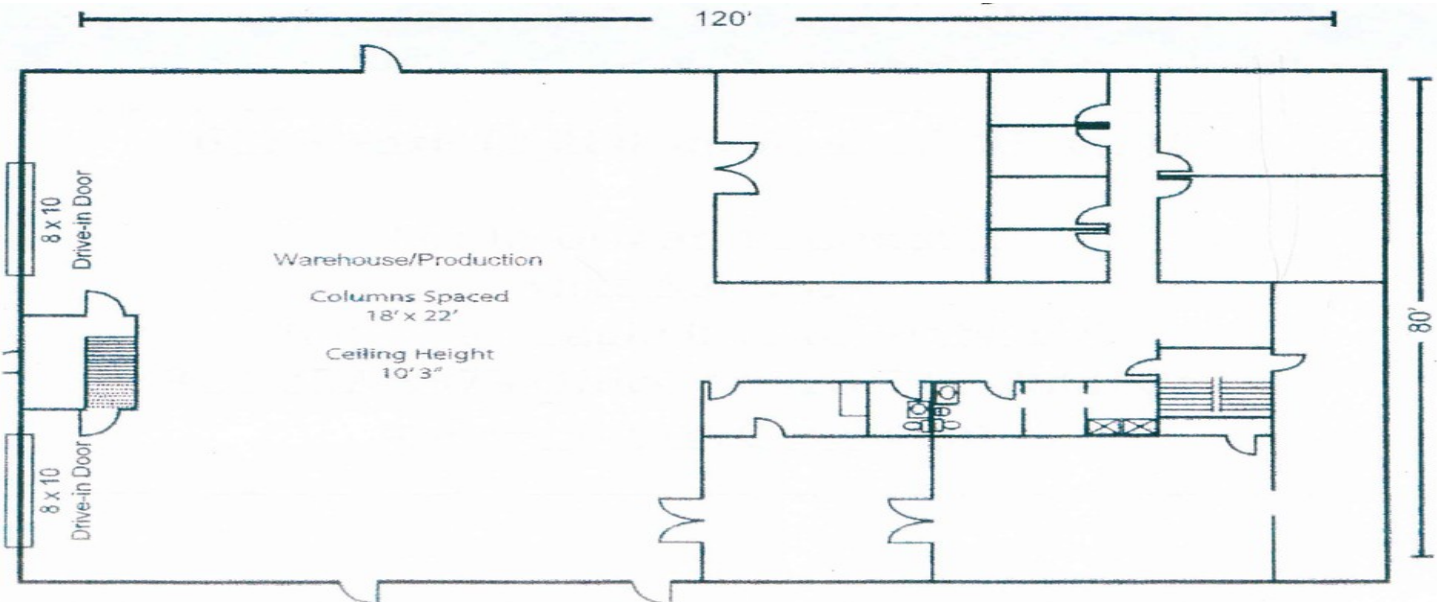 120'
8 x 10
Drive-in Door
Warehouse/Production
Columns Spaced
18' x 22'
Ceiling Height
10' 3"
80'
8 x 10
Drive-in Door